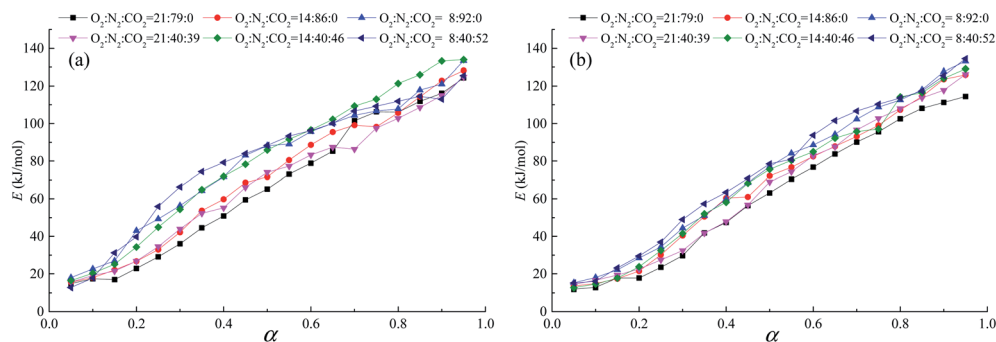 O₂:N₂:CO₂=21:79:0 O₂:N₂:CO₂=14:86:0 O₂:N₂:CO₂= 8:92:0
O₂:N₂:CO₂=21:40:39 O₂:N₂:CO₂=14:40:46 O₂:N₂:CO₂= 8:40:52
(a)
E (kJ/mol)
140
120
100
80
60
40
20
0
0.0 0.2 0.4 0.6 0.8 1.0
α
O₂:N₂:CO₂=21:79:0 O₂:N₂:CO₂=14:86:0 O₂:N₂:CO₂= 8:92:0
O₂:N₂:CO₂=21:40:39 O₂:N₂:CO₂=14:40:46 O₂:N₂:CO₂= 8:40:52
(b)
E (kJ/mol)
140
120
100
80
60
40
20
0
0.0 0.2 0.4 0.6 0.8 1.0
α